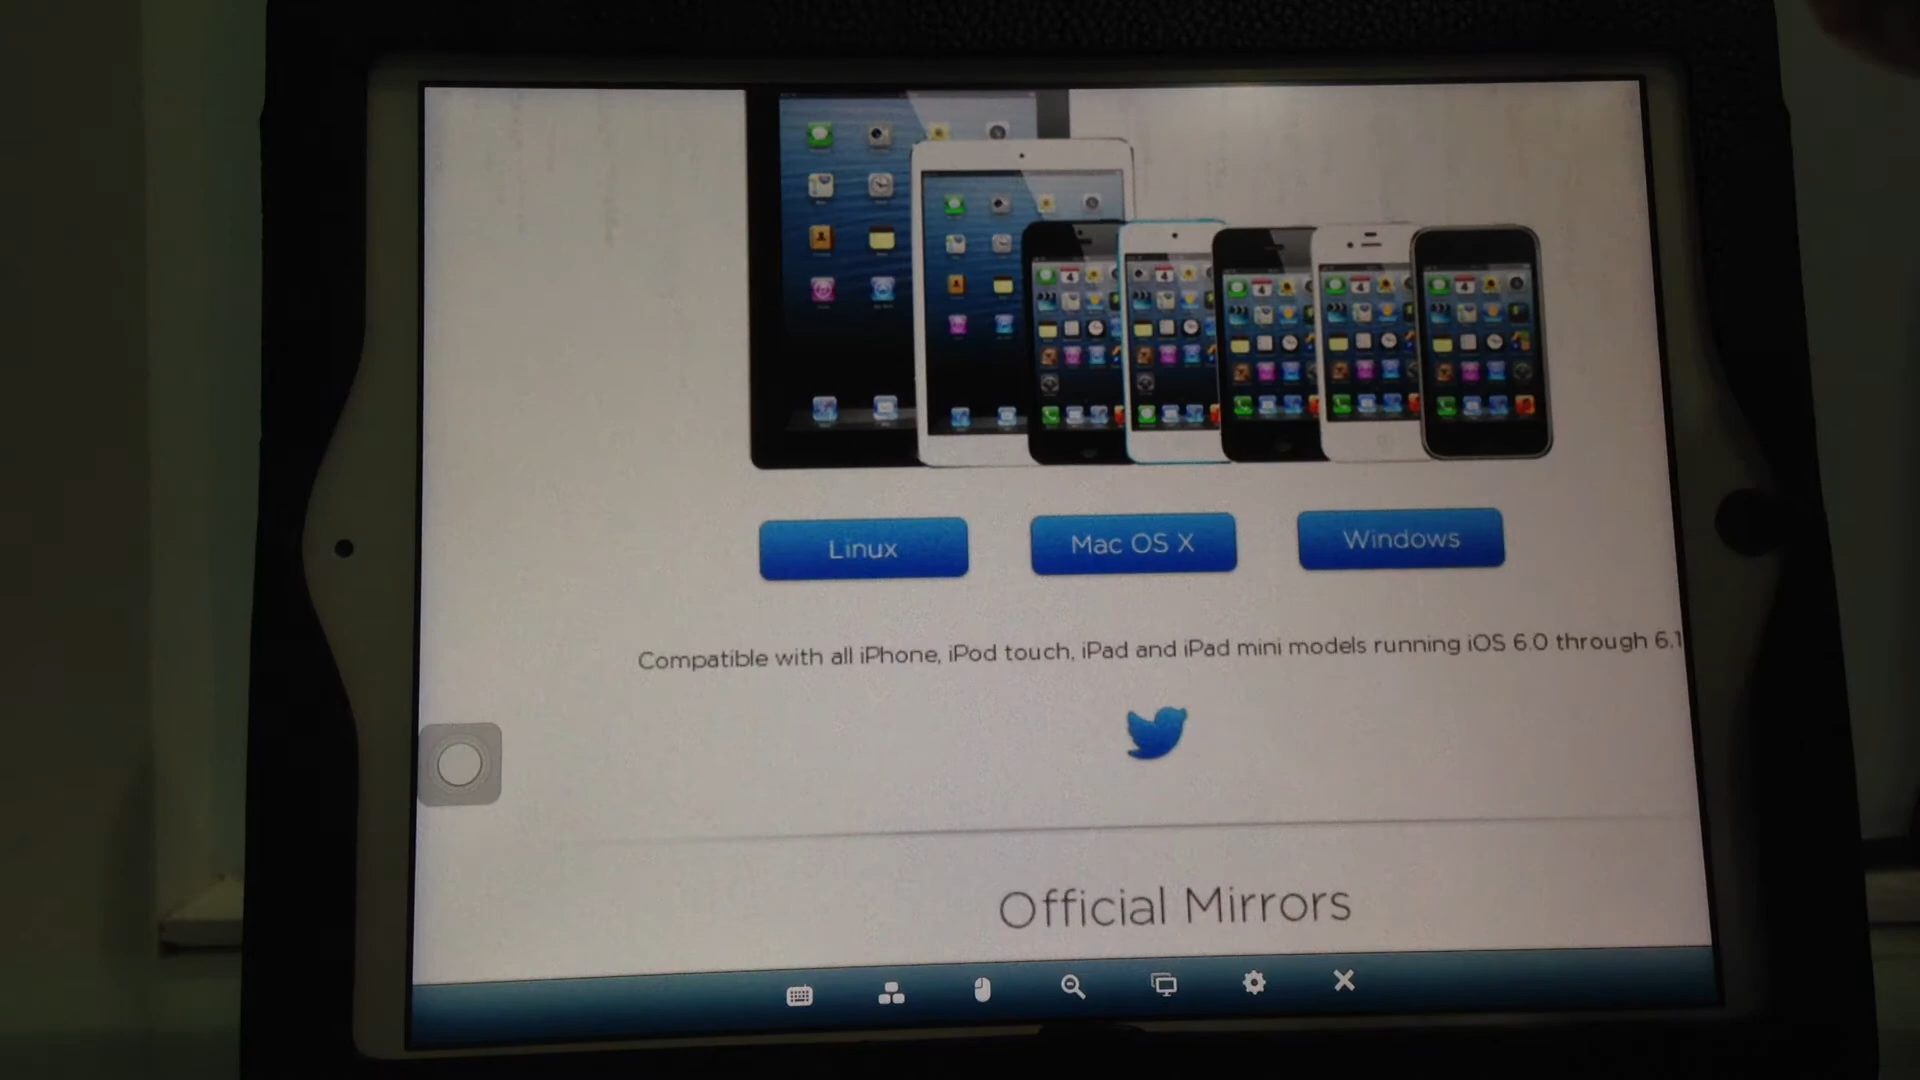 Linux
Mac OS X
Windows
Compatible with all iPhone, iPod touch, iPad and iPad mini models running iOS 6.0 through 6.1
Official Mirrors